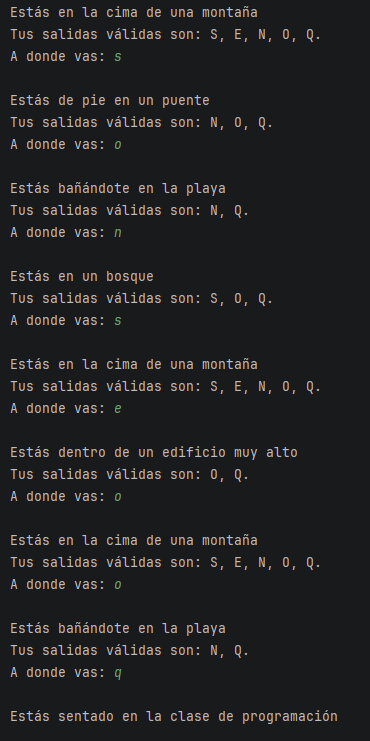 Estás en la cima de una montaña
Tus salidas válidas son: S, E, N, O, Q.
A donde vas: s
Estás de pie en un puente
Tus salidas válidas son: N, O, Q.
A donde vas: o
Estás bañándote en la playa
Tus salidas válidas son: N, Q.
A donde vas: n
Estás en un bosque
Tus salidas válidas son: S, O, Q.
A donde vas: s
Estás en la cima de una montaña
Tus salidas válidas son: S, E, N, O, Q.
A donde vas: e
Estás dentro de un edificio muy alto
Tus salidas válidas son: O, Q.
A donde vas: o
Estás en la cima de una montaña
Tus salidas válidas son: S, E, N, O, Q.
A donde vas: o
Estás bañándote en la playa
Tus salidas válidas son: N, Q.
A donde vas: q
Estás sentado en la clase de programación